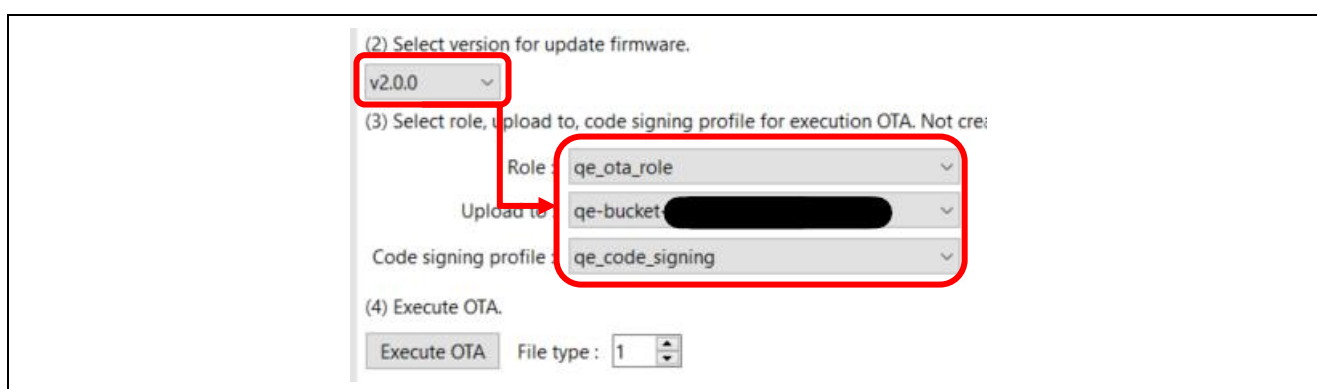 (2) Select version for update firmware.
v2.0.0
(3) Select role, upload to, code signing profile for execution OTA. Not
Role : qe_ota_role
Upload to : qe-bucket-
Code signing profile : qe_code_signing
(4) Execute OTA.
Execute OTA File type : 1